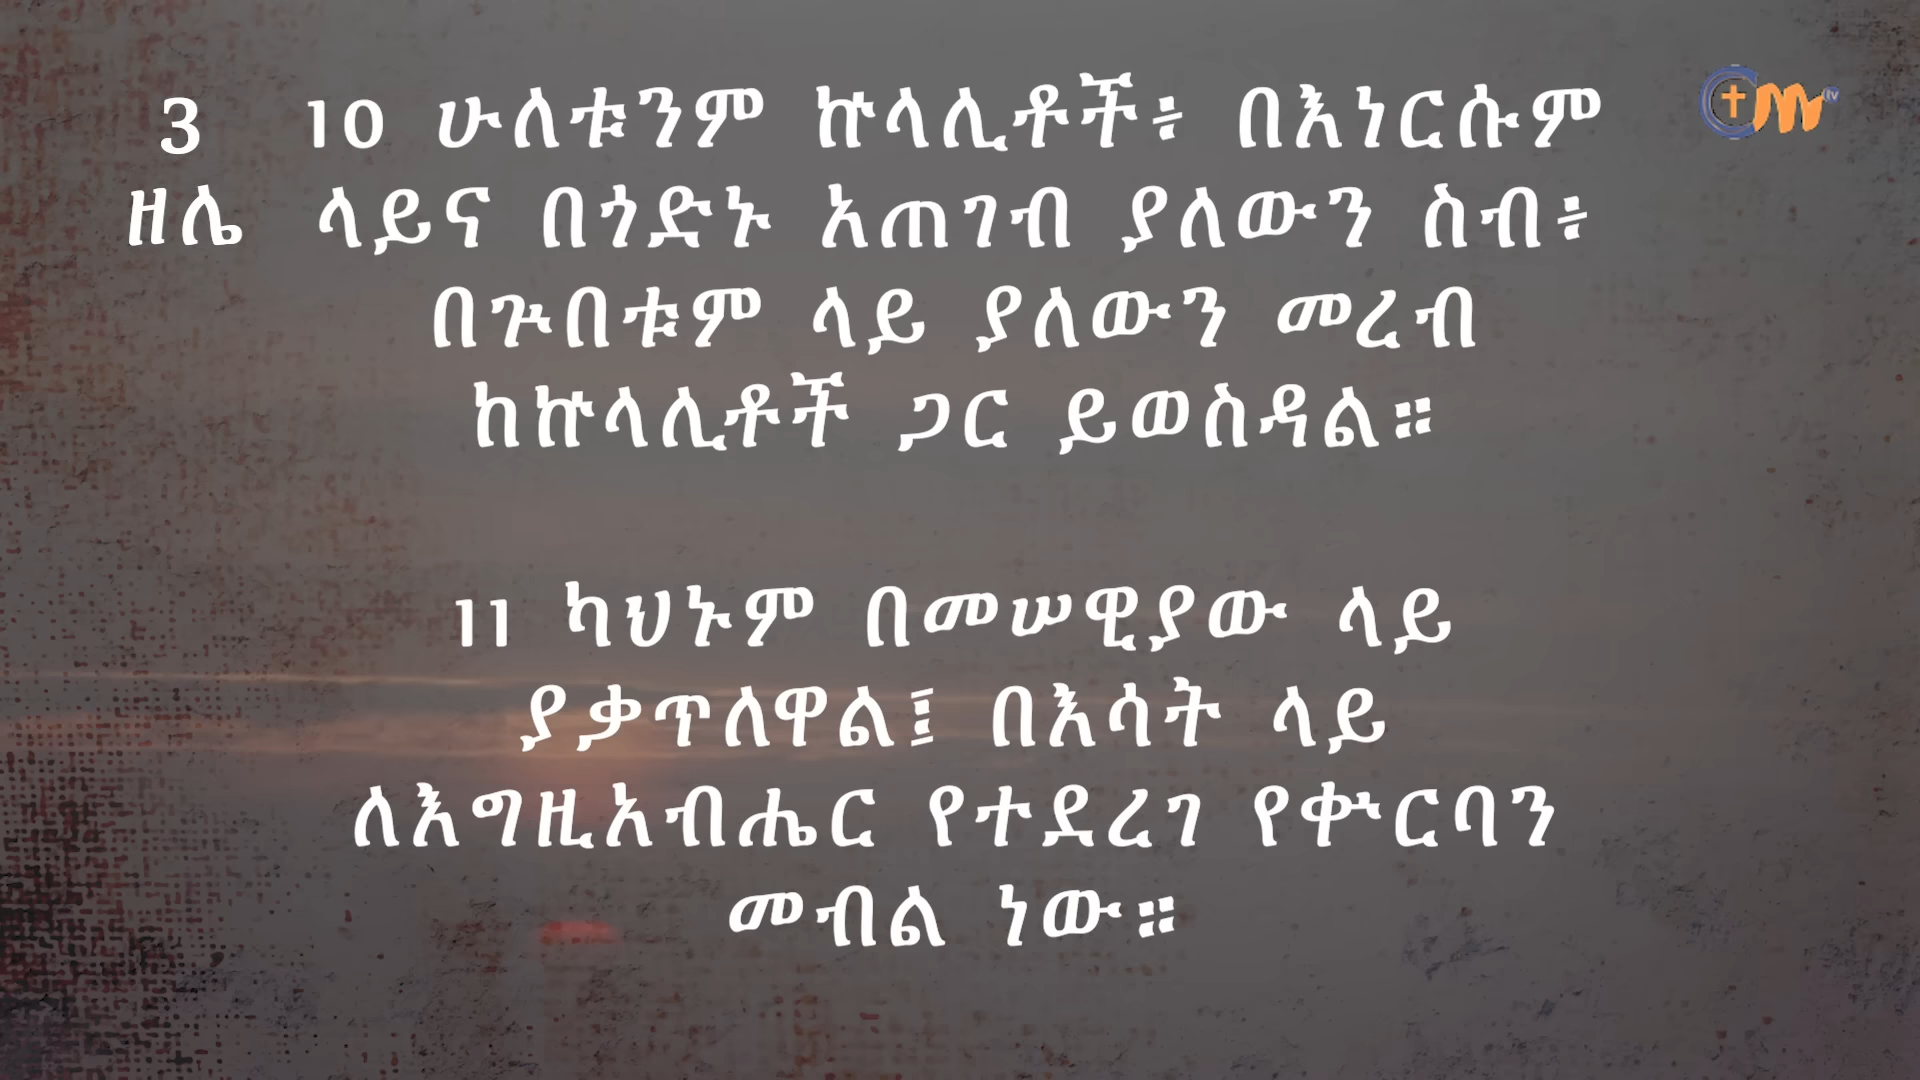 3 10 ሁለቱንም ኵላሊቶች፥ በእነርሱም
ዘሌ ላይና በጎድኑ አጠገብ ያለውን ስብ፥
በጕበቱም ላይ ያለውን መረብ
ከኵላሊቶች ጋር ይወስዳል።
11 ካህኑም በመሠዊያው ላይ
ያቃጥለዋል፤ በእሳት ላይ
ለእግዚአብሔር የተደረገ የቍርባን
መብል ነው።